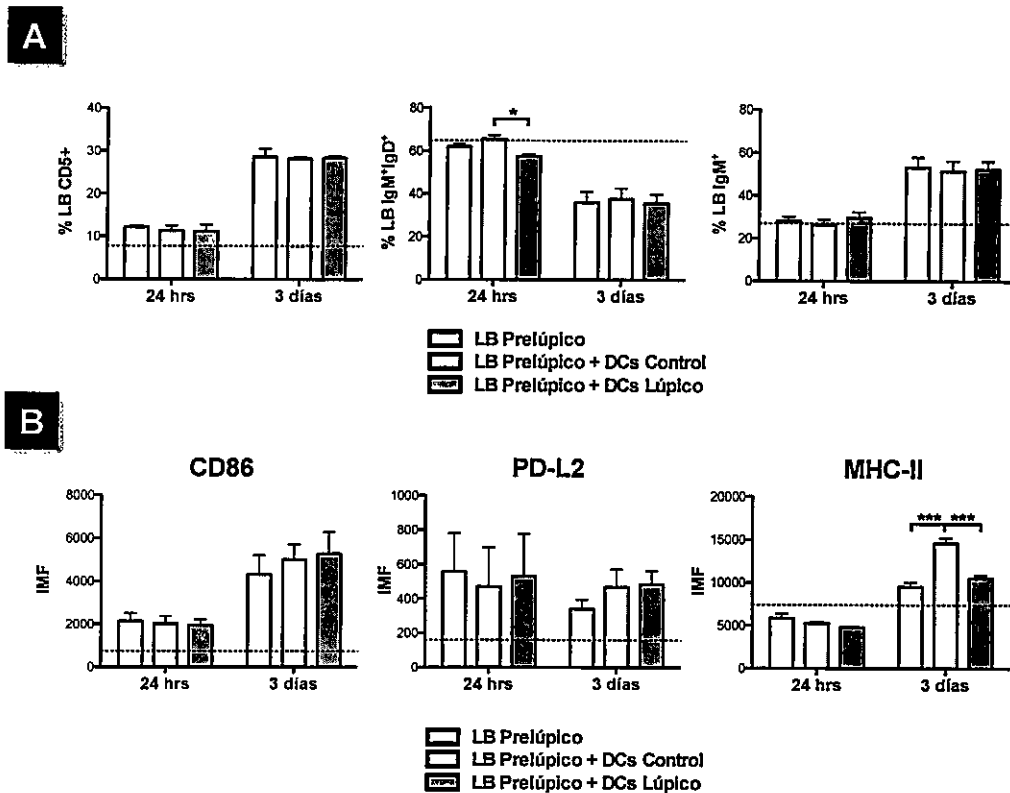 A
% LB CD5+
40
30
20
10
0
24 hrs
3 días
% LB IgM⁺IgD⁺
80
60
40
20
0
*
24 hrs
3 días
% LB IgM⁺
80
60
40
20
0
24 hrs
3 días
LB Prelúpico
LB Prelúpico + DCs Control
LB Prelúpico + DCs Lúpico
B
CD86
IMF
8000
6000
4000
2000
0
24 hrs
3 días
PD-L2
IMF
1000
800
600
400
200
0
24 hrs
3 días
MHC-II
IMF
20000
15000
10000
5000
0
*** ***
24 hrs
3 días
LB Prelúpico
LB Prelúpico + DCs Control
LB Prelúpico + DCs Lúpico